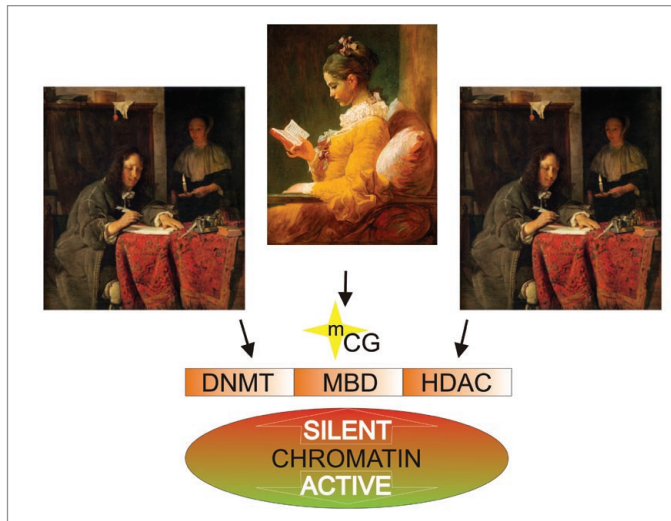 mCG
DNMT MBD HDAC
SILENT
CHROMATIN
ACTIVE